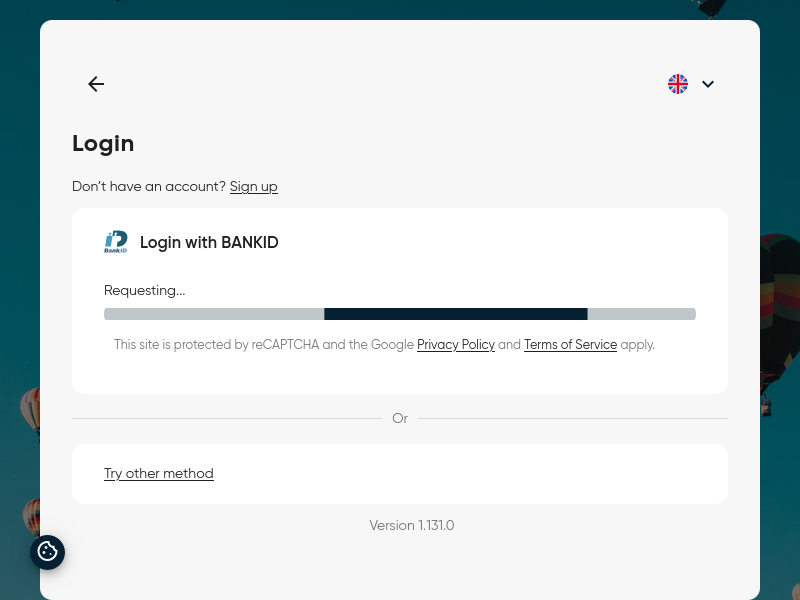 Login
Don’t have an account? Sign up
BankID
Login with BANKID
Requesting...
This site is protected by reCAPTCHA and the Google Privacy Policy and Terms of Service apply.
Or
Try other method
Version 1.131.0